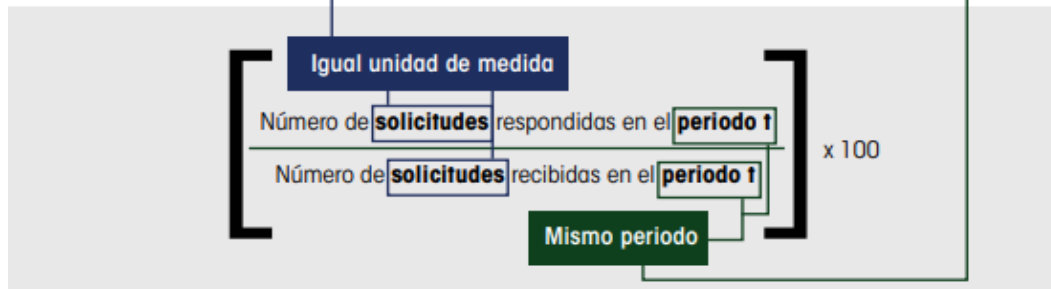 Igual unidad de medida
Número de solicitudes respondidas en el periodo t
x 100
Número de solicitudes recibidas en el periodo t
Mismo periodo